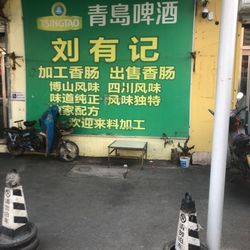 TSINGTAO 青岛啤酒
刘有记
加工香肠 出售香肠
博山风味 四川风味
味道纯正 风味独特
家配方
欢迎来料加工